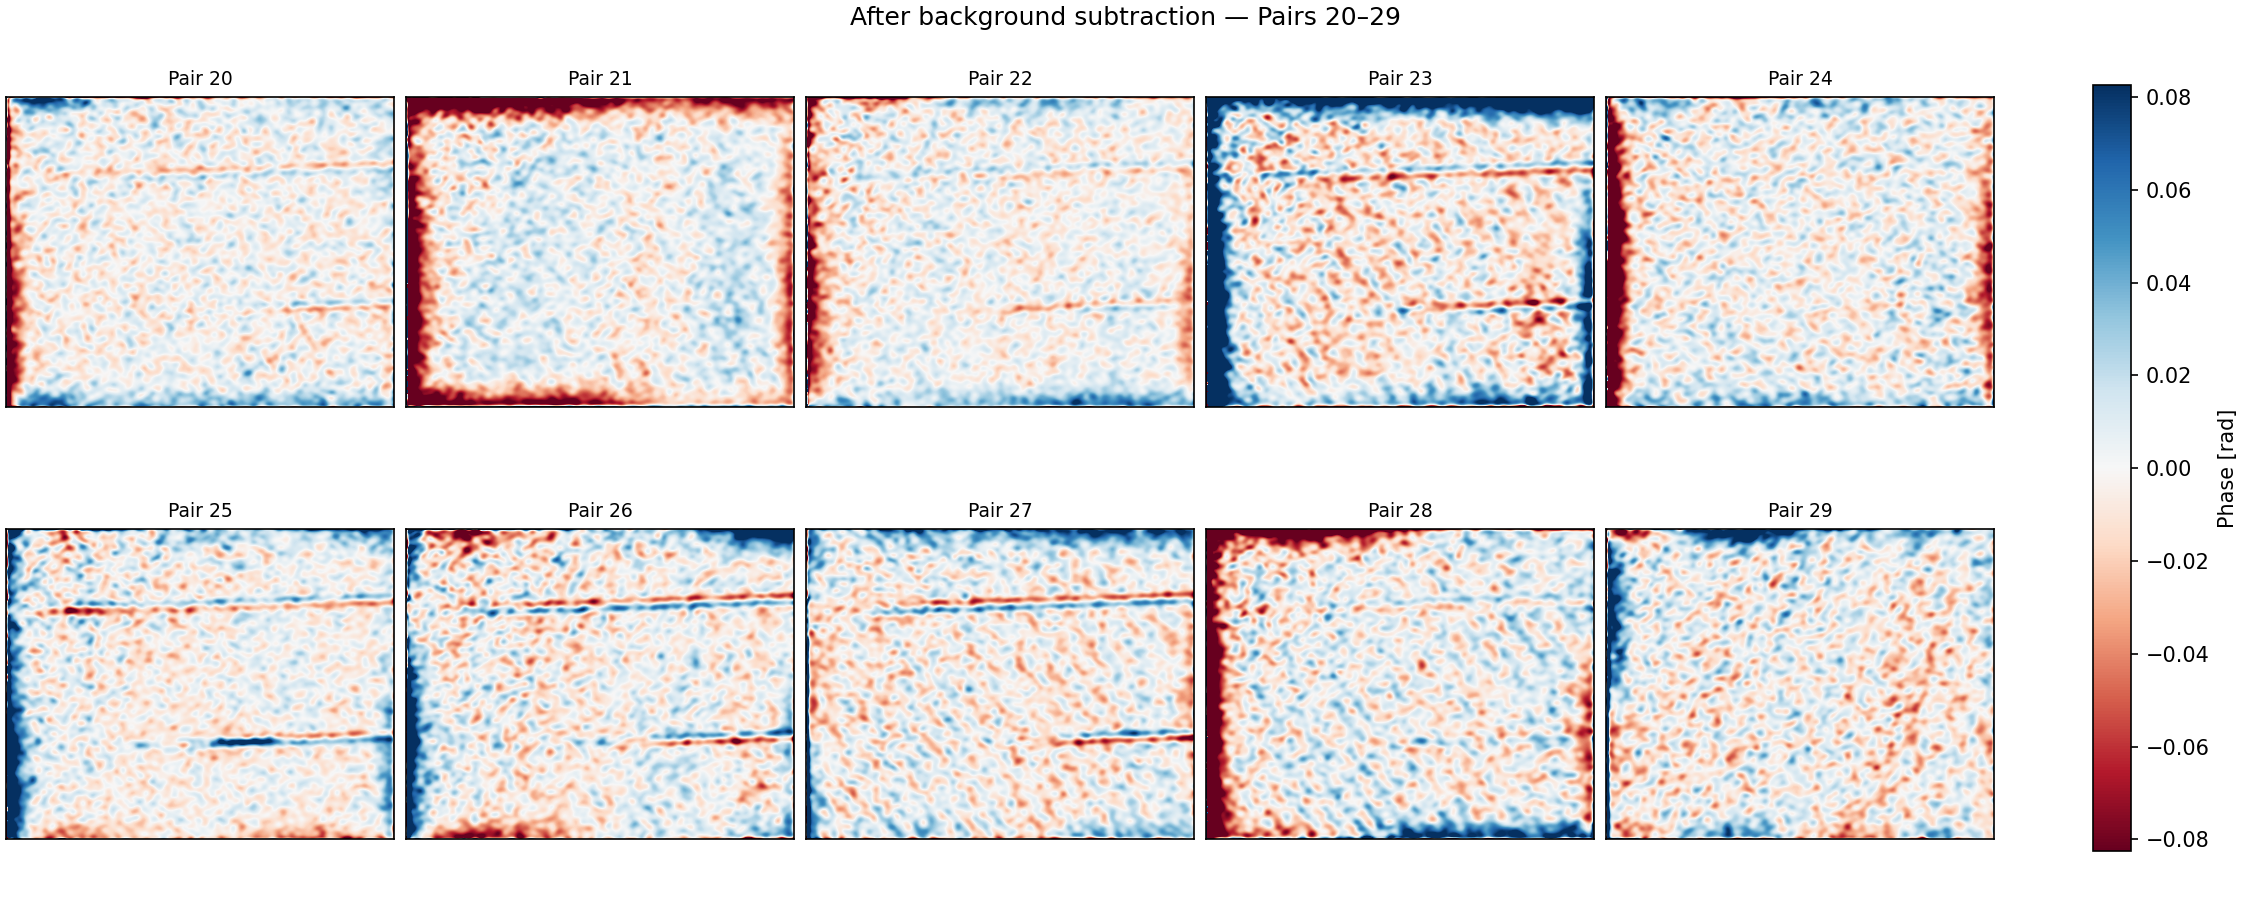 After background subtraction — Pairs 20–29
Pair 20
Pair 21
Pair 22
Pair 23
Pair 24
Pair 25
Pair 26
Pair 27
Pair 28
Pair 29
0.08
0.06
0.04
0.02
0.00
−0.02
−0.04
−0.06
−0.08
Phase [rad]